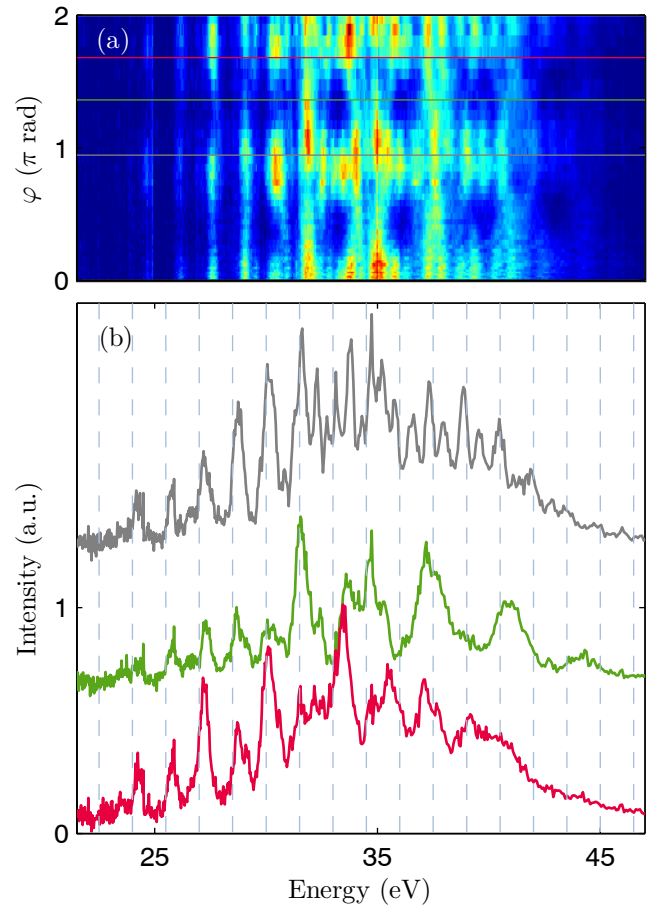 2
(a)
1
0
φ (π rad)
(b)
1
0
Intensity (a.u.)
25 35 45
Energy (eV)